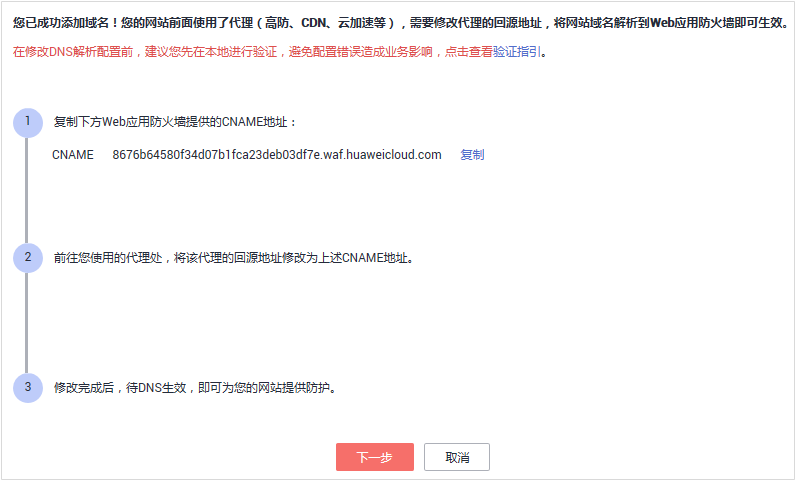 您已成功添加域名！您的网站前面使用了代理（高防、CDN、云加速等），需要修改代理的回源地址，将网站域名解析到Web应用防火墙即可生效。
在修改DNS解析配置前，建议您先在本地进行验证，避免配置错误造成业务影响，点击查看验证指引。
1 复制下方Web应用防火墙提供的CNAME地址：
CNAME 8676b64580f34d07b1fca23deb03df7e.waf.huaweicloud.com 复制
2 前往您使用的代理处，将该代理的回源地址修改为上述CNAME地址。
3 修改完成后，待DNS生效，即可为您的网站提供防护。
下一步 取消